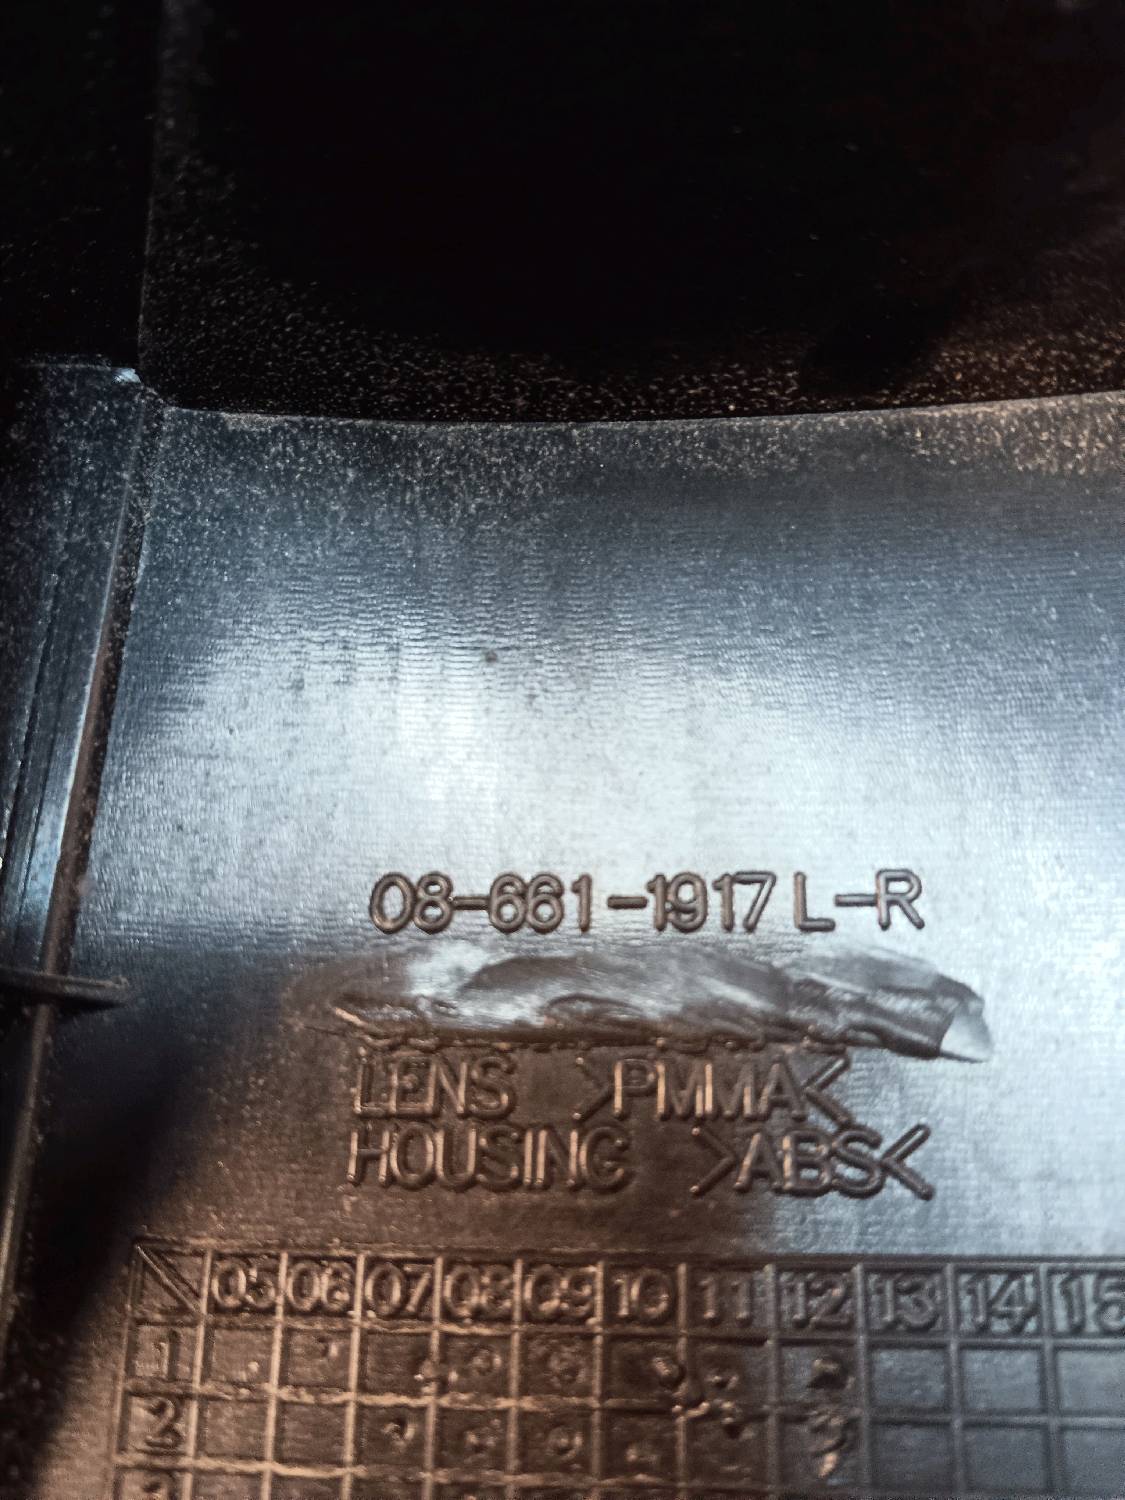 08-661-1917 L-R
LENS >PMMA<
HOUSING >ABS<
05 06 07 08 09 10 11 12 13 14 15
1
2